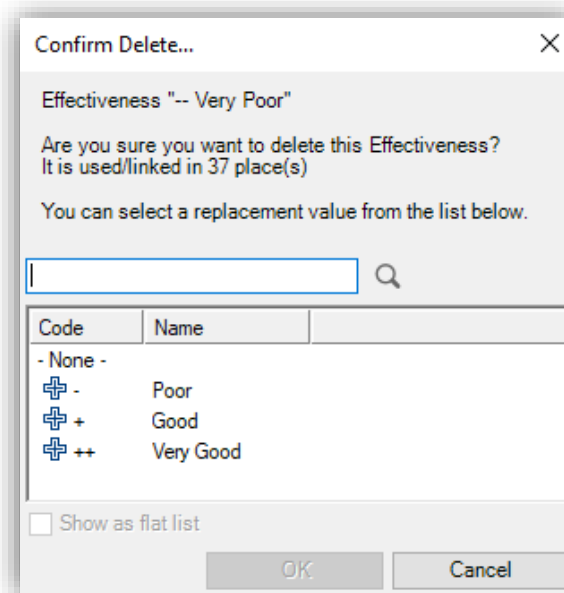 Confirm Delete...
Effectiveness "-- Very Poor"
Are you sure you want to delete this Effectiveness?
It is used/linked in 37 place(s)
You can select a replacement value from the list below.
Code Name
- None -
- Poor
+ Good
++ Very Good
Show as flat list
OK Cancel